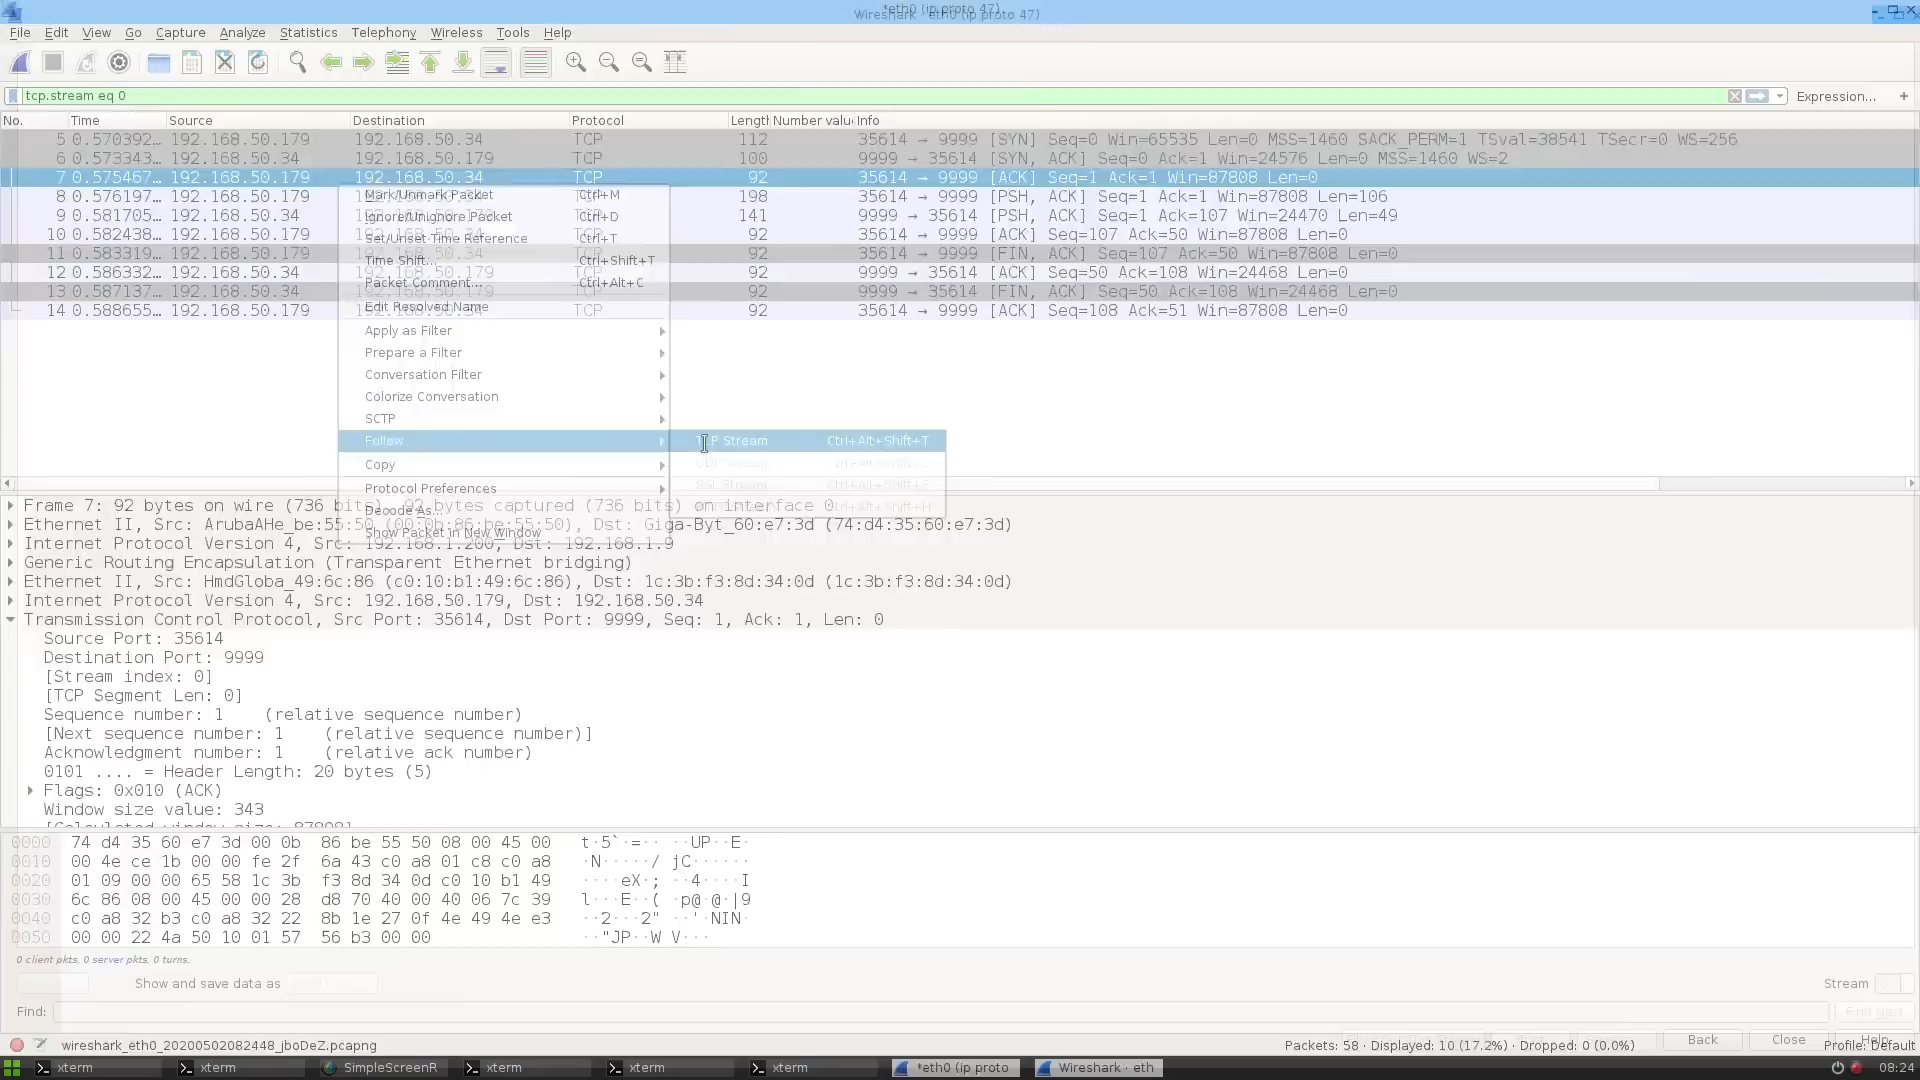 *eth0 (ip proto 47)
Wireshark · eth0 (ip proto 47)
File Edit View Go Capture Analyze Statistics Telephony Wireless Tools Help
tcp.stream eq 0 Expression… +
No. Time Source Destination Protocol Length Number valu Info
5 0.570392… 192.168.50.179 192.168.50.34 TCP 112 35614 → 9999 [SYN] Seq=0 Win=65535 Len=0 MSS=1460 SACK_PERM=1 TSval=38541 TSecr=0 WS=256
6 0.573343… 192.168.50.34 192.168.50.179 TCP 100 9999 → 35614 [SYN, ACK] Seq=0 Ack=1 Win=24576 Len=0 MSS=1460 WS=2
7 0.575467… 192.168.50.179 192.168.50.34 TCP 92 35614 → 9999 [ACK] Seq=1 Ack=1 Win=87808 Len=0
8 0.576197… 192.168.50.179 TCP 198 35614 → 9999 [PSH, ACK] Seq=1 Ack=1 Win=87808 Len=106
9 0.581705… 192.168.50.34 TCP 141 9999 → 35614 [PSH, ACK] Seq=1 Ack=107 Win=24470 Len=49
10 0.582438… 192.168.50.179 TCP 92 35614 → 9999 [ACK] Seq=107 Ack=50 Win=87808 Len=0
11 0.583319… 192.168.50.179 TCP 92 35614 → 9999 [FIN, ACK] Seq=107 Ack=50 Win=87808 Len=0
12 0.586332… 192.168.50.34 TCP 92 9999 → 35614 [ACK] Seq=50 Ack=108 Win=24468 Len=0
13 0.587137… 192.168.50.34 TCP 92 9999 → 35614 [FIN, ACK] Seq=50 Ack=108 Win=24468 Len=0
14 0.588655… 192.168.50.179 TCP 92 35614 → 9999 [ACK] Seq=108 Ack=51 Win=87808 Len=0
Mark/Unmark Packet Ctrl+M
Ignore/Unignore Packet Ctrl+D
Set/Unset Time Reference Ctrl+T
Time Shift… Ctrl+Shift+T
Packet Comment… Ctrl+Alt+C
Edit Resolved Name
Apply as Filter
Prepare a Filter
Conversation Filter
Colorize Conversation
SCTP
Follow
Copy
Protocol Preferences
Decode As…
Show Packet in New Window
TCP Stream Ctrl+Alt+Shift+T
Frame 7: 92 bytes on wire (736 bits), 92 bytes captured (736 bits) on interface 0
Ethernet II, Src: ArubaAHe_be:55:50 (00:0b:86:be:55:50), Dst: Giga-Byt_60:e7:3d (74:d4:35:60:e7:3d)
Internet Protocol Version 4, Src: 192.168.1.200, Dst: 192.168.1.9
Generic Routing Encapsulation (Transparent Ethernet bridging)
Ethernet II, Src: HmdGloba_49:6c:86 (c0:10:b1:49:6c:86), Dst: 1c:3b:f3:8d:34:0d (1c:3b:f3:8d:34:0d)
Internet Protocol Version 4, Src: 192.168.50.179, Dst: 192.168.50.34
Transmission Control Protocol, Src Port: 35614, Dst Port: 9999, Seq: 1, Ack: 1, Len: 0
Source Port: 35614
Destination Port: 9999
[Stream index: 0]
[TCP Segment Len: 0]
Sequence number: 1 (relative sequence number)
[Next sequence number: 1 (relative sequence number)]
Acknowledgment number: 1 (relative ack number)
0101 .... = Header Length: 20 bytes (5)
Flags: 0x010 (ACK)
Window size value: 343
[Calculated window size: 87808]
0000 74 d4 35 60 e7 3d 00 0b 86 be 55 50 08 00 45 00 t·5`·=·· ··UP··E·
0010 00 4e ce 1b 00 00 fe 2f 6a 43 c0 a8 01 c8 c0 a8 ·N·····/ jC······
0020 01 09 00 00 65 58 1c 3b f3 8d 34 0d c0 10 b1 49 ····eX·; ··4····I
0030 6c 86 08 00 45 00 00 28 d8 70 40 00 40 06 7c 39 l···E··( ·p@·@·|9
0040 c0 a8 32 b3 c0 a8 32 22 8b 1e 27 0f 4e 49 4e e3 ··2···2" ··'·NIN·
0050 00 00 22 4a 50 10 01 57 56 b3 00 00 ··"JP··W V···
0 client pkts, 0 server pkts, 0 turns.
Show and save data as Stream
Find:
Back Close Help
wireshark_eth0_20200502082448_jboDeZ.pcapng Packets: 58 · Displayed: 10 (17.2%) · Dropped: 0 (0.0%) Profile: Default
xterm xterm SimpleScreenR xterm xterm xterm *eth0 (ip proto Wireshark · eth 08:24